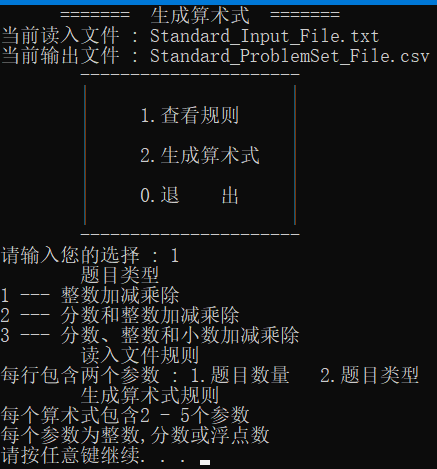 ======= 生成算术式 =======
当前读入文件 : Standard_Input_File.txt
当前输出文件 : Standard_ProblemSet_File.csv
----------------------
1.查看规则
2.生成算术式
0.退 出
----------------------
请输入您的选择 : 1
题目类型
1 --- 整数加减乘除
2 --- 分数和整数加减乘除
3 --- 分数、整数和小数加减乘除
读入文件规则
每行包含两个参数 : 1.题目数量 2.题目类型
生成算术式规则
每个算术式包含2 - 5个参数
每个参数为整数,分数或浮点数
请按任意键继续. . .